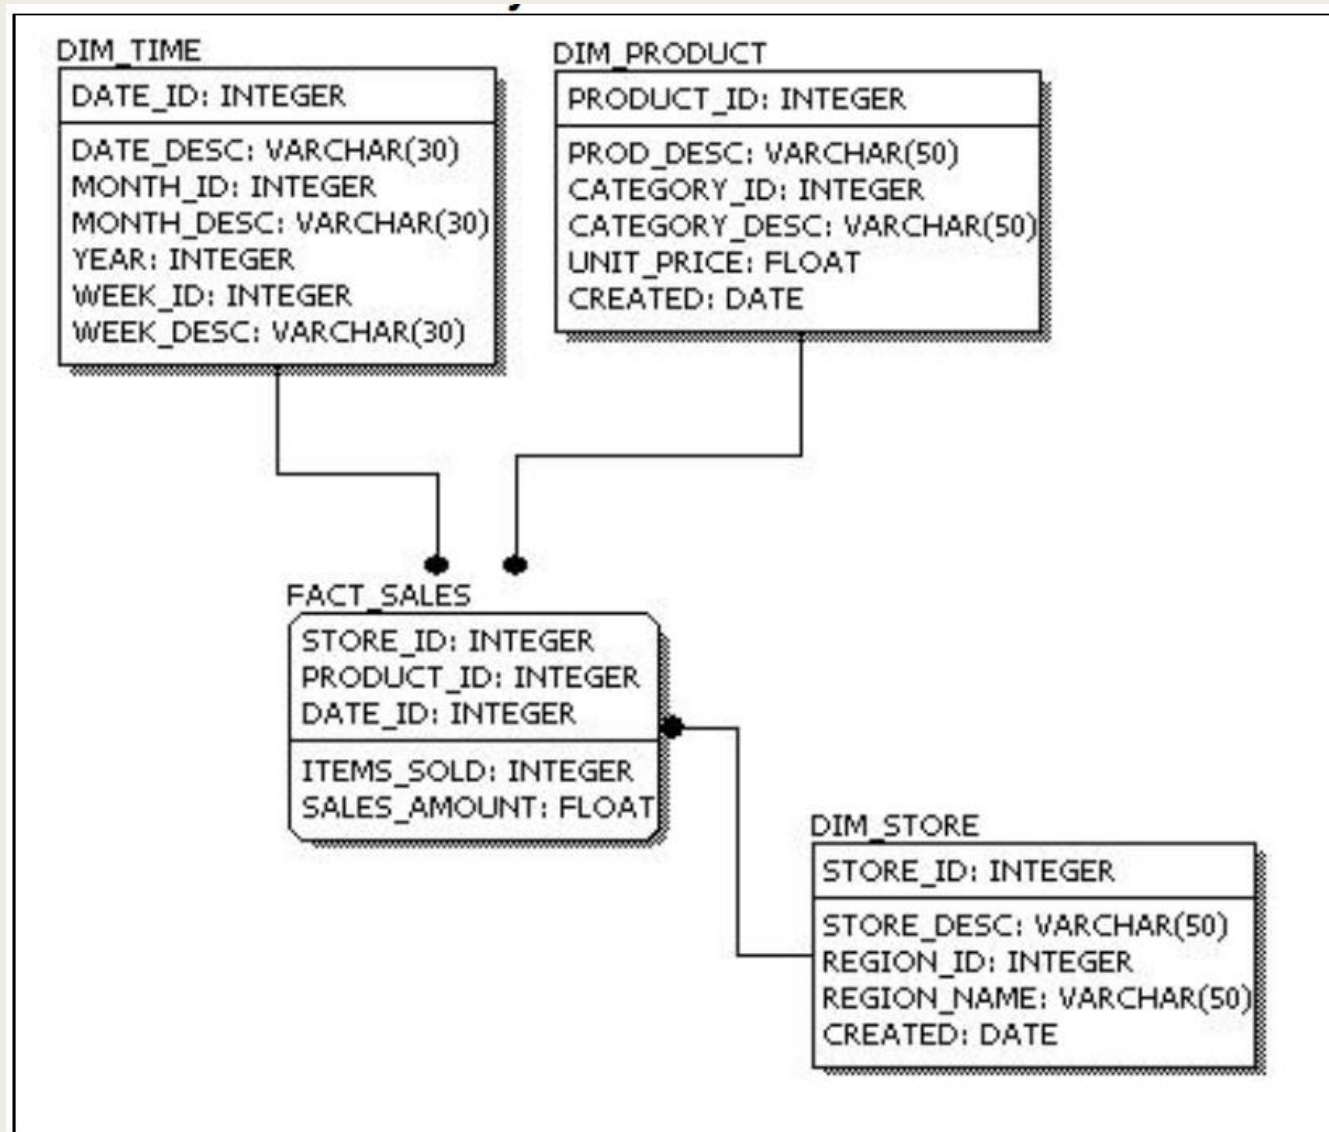 DIM_TIME
DATE_ID: INTEGER
DATE_DESC: VARCHAR(30)
MONTH_ID: INTEGER
MONTH_DESC: VARCHAR(30)
YEAR: INTEGER
WEEK_ID: INTEGER
WEEK_DESC: VARCHAR(30)
DIM_PRODUCT
PRODUCT_ID: INTEGER
PROD_DESC: VARCHAR(50)
CATEGORY_ID: INTEGER
CATEGORY_DESC: VARCHAR(50)
UNIT_PRICE: FLOAT
CREATED: DATE
FACT_SALES
STORE_ID: INTEGER
PRODUCT_ID: INTEGER
DATE_ID: INTEGER
ITEMS_SOLD: INTEGER
SALES_AMOUNT: FLOAT
DIM_STORE
STORE_ID: INTEGER
STORE_DESC: VARCHAR(50)
REGION_ID: INTEGER
REGION_NAME: VARCHAR(50)
CREATED: DATE